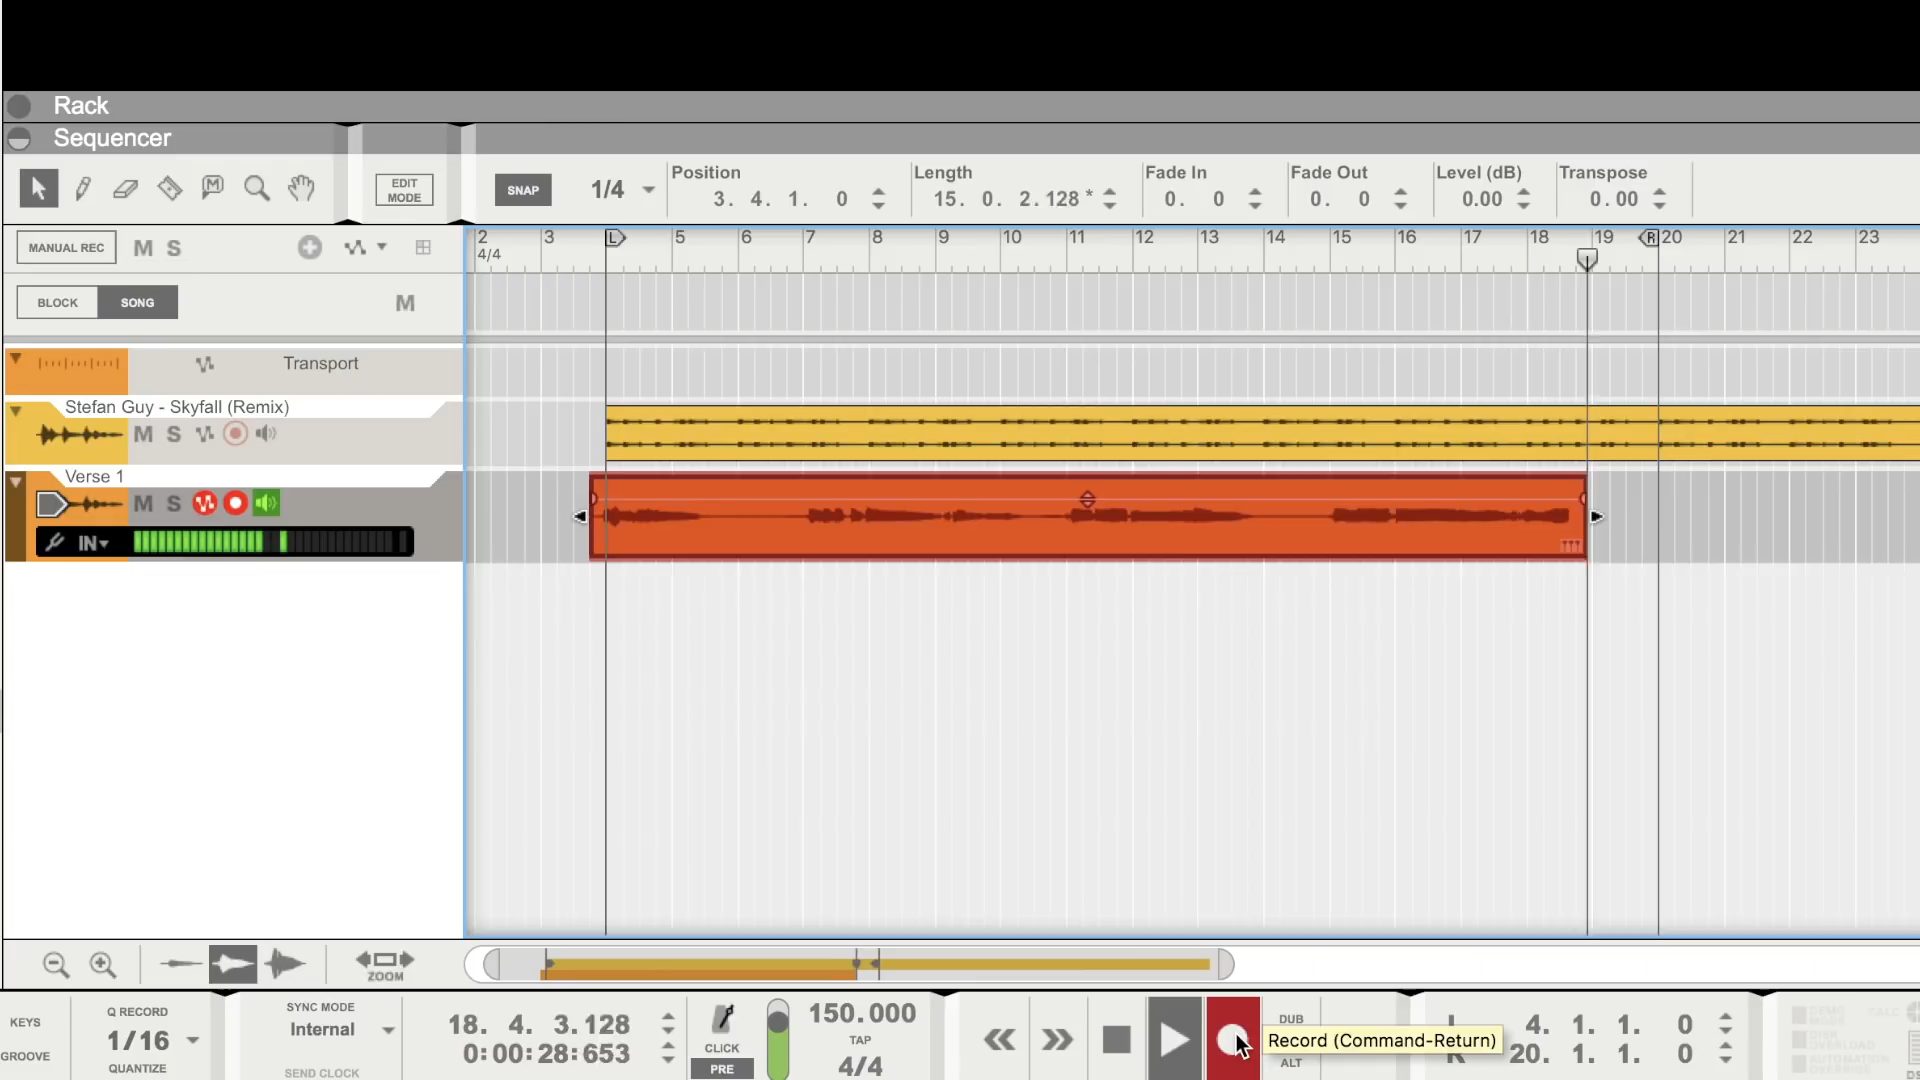 Rack
Sequencer
EDIT MODE
SNAP 1/4
Position 3. 4. 1. 0
Length 15. 0. 2.128 *
Fade In 0. 0
Fade Out 0. 0
Level (dB) 0.00
Transpose 0.00
MANUAL REC M S
2 3 L 5 6 7 8 9 10 11 12 13 14 15 16 17 18 19 R 20 21 22 23
4/4
BLOCK SONG M
Transport
Stefan Guy - Skyfall (Remix)
M S
Verse 1
M S
IN
ZOOM
KEYS
GROOVE
Q RECORD
1/16
QUANTIZE
SYNC MODE
Internal
SEND CLOCK
18. 4. 3.128
0:00:28:653
CLICK
PRE
150.000
TAP
4/4
DUB
ALT
Record (Command-Return)
4. 1. 1. 0
20. 1. 1. 0